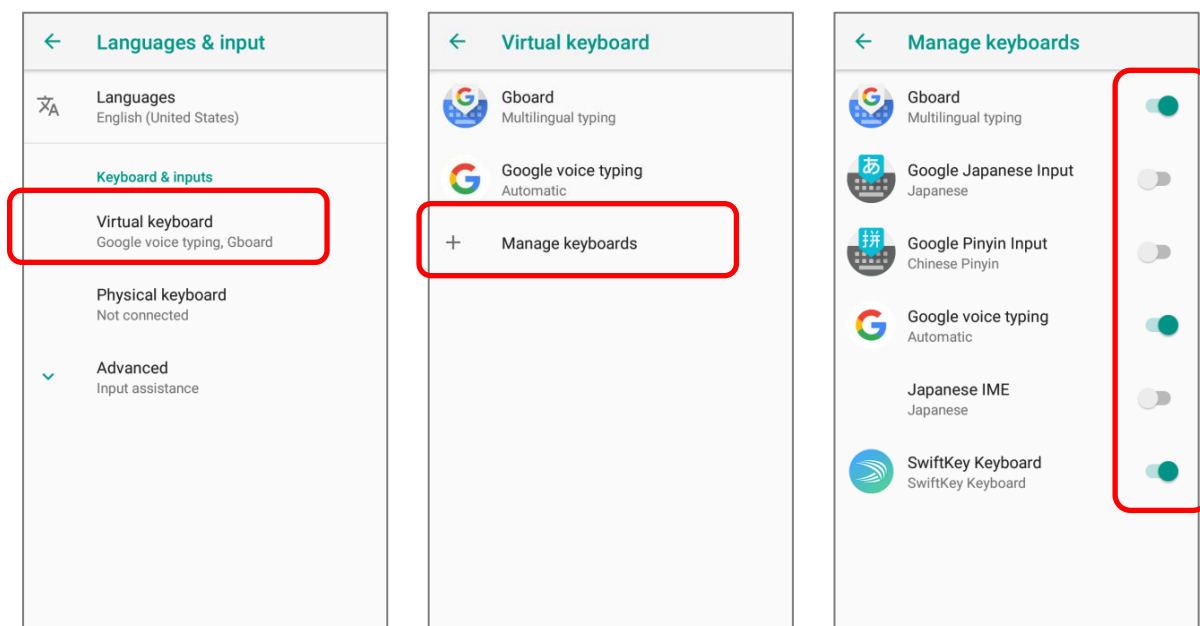 Languages & input
Languages
English (United States)
Keyboard & inputs
Virtual keyboard
Google voice typing, Gboard
Physical keyboard
Not connected
Advanced
Input assistance
Virtual keyboard
Gboard
Multilingual typing
Google voice typing
Automatic
Manage keyboards
Manage keyboards
Gboard
Multilingual typing
あ
Google Japanese Input
Japanese
拼
Google Pinyin Input
Chinese Pinyin
Google voice typing
Automatic
Japanese IME
Japanese
SwiftKey Keyboard
SwiftKey Keyboard